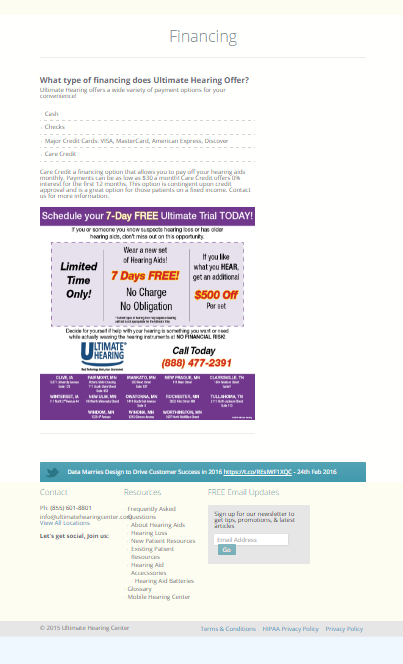 Financing
What type of financing does Ultimate Hearing Offer?
Ultimate Hearing offers a wide variety of payment options for your
convenience!
Cash
Checks
Major Credit Cards: VISA, MasterCard, American Express, Discover
Care Credit
Care Credit a financing option that allows you to pay off your hearing aids
monthly. Payments can be as low as $30 a month! Care Credit offers 0%
interest for the first 12 months. This option is contingent upon credit
approval and is a great option for those patients on a fixed income. Contact
us for more information.
Schedule your 7-Day FREE Ultimate Trial TODAY!
If you or someone you know suspects hearing loss or has older
hearing aids, don't miss out on this opportunity.
Limited
Time
Only!
Wear a new set
of Hearing Aids!
7 Days FREE!
No Charge
No Obligation
If you like
what you HEAR,
get an additional
$500 Off
Per set
Decide for yourself if help with your hearing is something you want or need
while actually wearing the hearing instruments at NO FINANCIAL RISK!
ULTIMATE
HEARING
Call Today
(888) 477-2391
CLIVE, IA FAIRMONT, MN MANKATO, MN NEW PRAGUE, MN CLARKSVILLE, TN
WINTERSET, IA NEW ULM, MN OWATONNA, MN ROCHESTER, MN TULLAHOMA, TN
WINDOM, MN WINONA, MN WORTHINGTON, MN
Data Marries Design to Drive Customer Success in 2016 https://t.co/REsIWF1XQC - 24th Feb 2016
Contact
Ph: (855) 601-8801
info@ultimatehearingcenter.com
View All Locations
Let's get social, Join us:
Resources
Frequently Asked
Questions
About Hearing Aids
Hearing Loss
New Patient Resources
Existing Patient
Resources
Hearing Aid
Accessories
Hearing Aid Batteries
Glossary
Mobile Hearing Center
FREE Email Updates
Sign up for our newsletter to
get tips, promotions, & latest
articles
Email Address
Go
© 2015 Ultimate Hearing Center
Terms & Conditions HIPAA Privacy Policy Privacy Policy